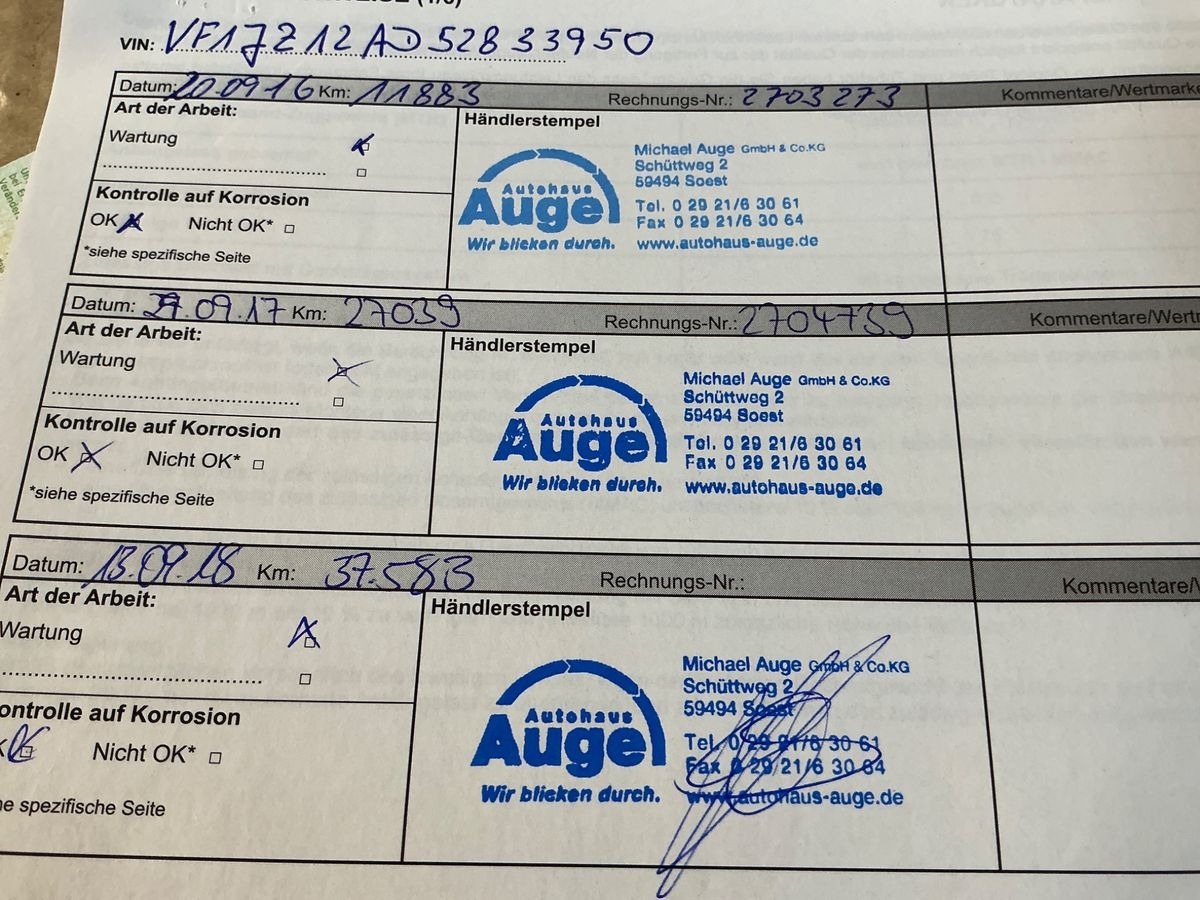 VIN: VF17Z12AD52833950
Datum: 20.09.16 Km: 11883 Rechnungs-Nr.: 2703273 Kommentare/Wertmarke
Art der Arbeit:
Wartung
Kontrolle auf Korrosion
OK Nicht OK*
*siehe spezifische Seite
Händlerstempel
Autohaus
Auge
Wir blicken durch.
Michael Auge GmbH & Co.KG
Schüttweg 2
59494 Soest
Tel. 0 29 21/6 30 61
Fax 0 29 21/6 30 64
www.autohaus-auge.de
Datum: 27.09.17 Km: 27039 Rechnungs-Nr.: 2704739 Kommentare/Wertm
Art der Arbeit:
Wartung
Kontrolle auf Korrosion
OK Nicht OK*
*siehe spezifische Seite
Händlerstempel
Autohaus
Auge
Wir blicken durch.
Michael Auge GmbH & Co.KG
Schüttweg 2
59494 Soest
Tel. 0 29 21/6 30 61
Fax 0 29 21/6 30 64
www.autohaus-auge.de
Datum: 13.09.18 Km: 37.583 Rechnungs-Nr.: Kommentare/
Art der Arbeit:
Wartung
ontrolle auf Korrosion
Nicht OK*
he spezifische Seite
Händlerstempel
Autohaus
Auge
Wir blicken durch.
Michael Auge GmbH & Co.KG
Schüttweg 2
59494 Soest
Tel. 0 29 21/6 30 61
Fax 0 29 21/6 30 64
www.autohaus-auge.de